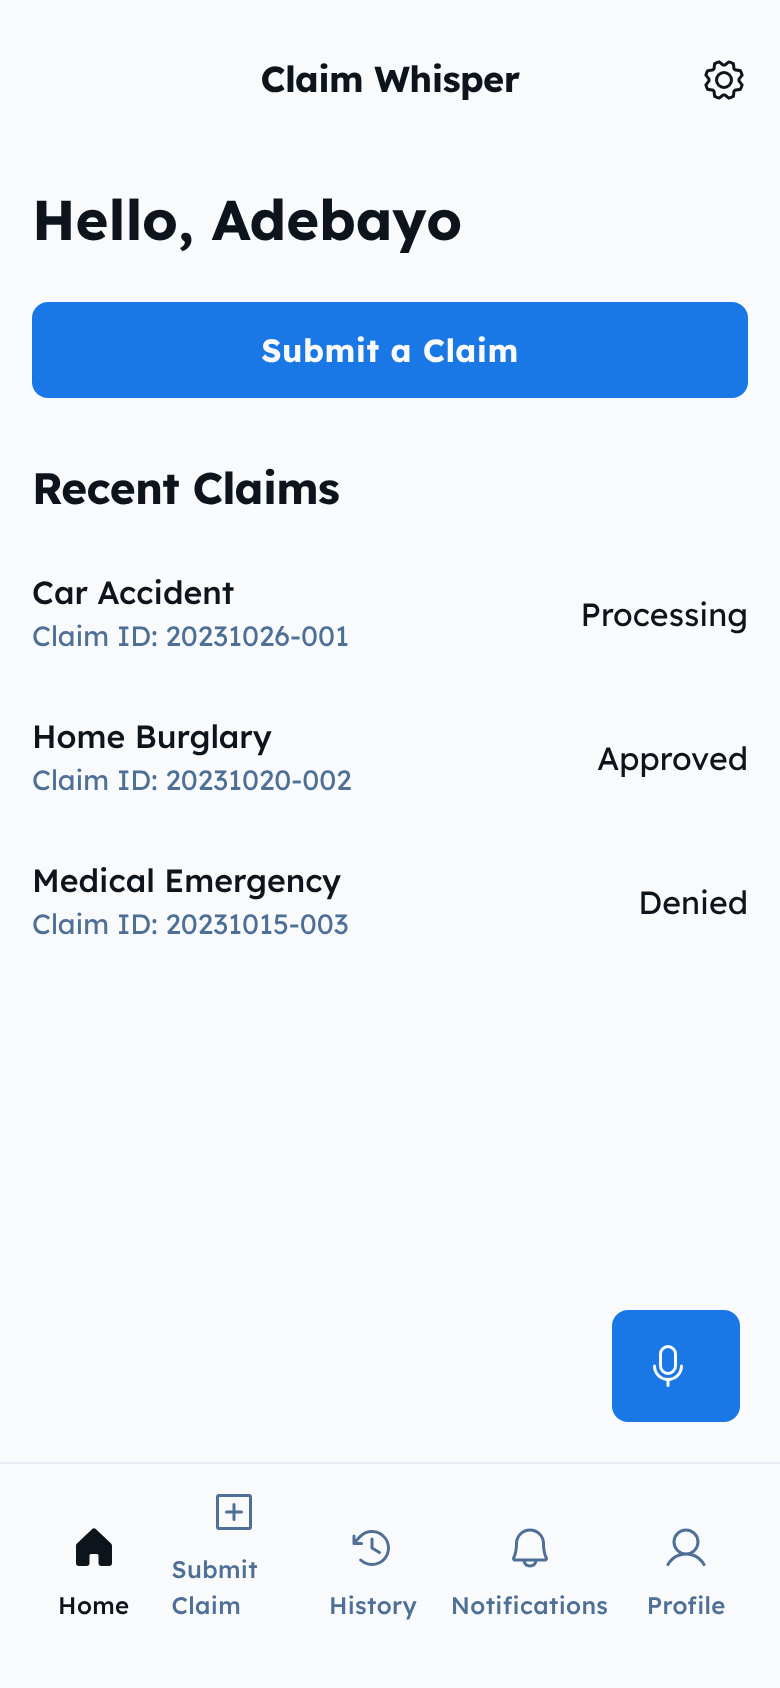 Claim Whisper
Hello, Adebayo
Submit a Claim
Recent Claims
Car Accident
Claim ID: 20231026-001
Processing
Home Burglary
Claim ID: 20231020-002
Approved
Medical Emergency
Claim ID: 20231015-003
Denied
Home
Submit
Claim
History
Notifications
Profile